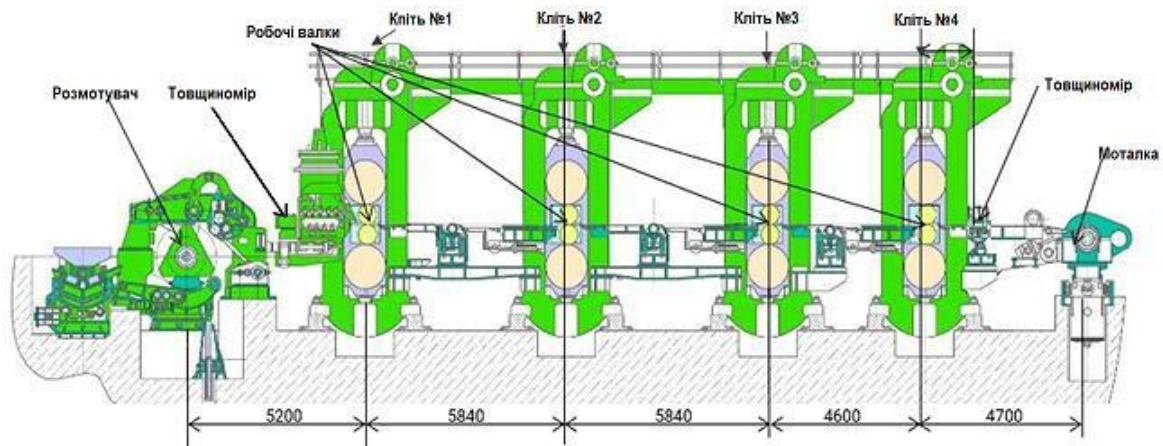 Кліть №1
Кліть №2
Кліть №3
Кліть №4
Робочі валки
Розмотувач
Товщиномір
Товщиномір
Моталка
5200
5840
5840
4600
4700